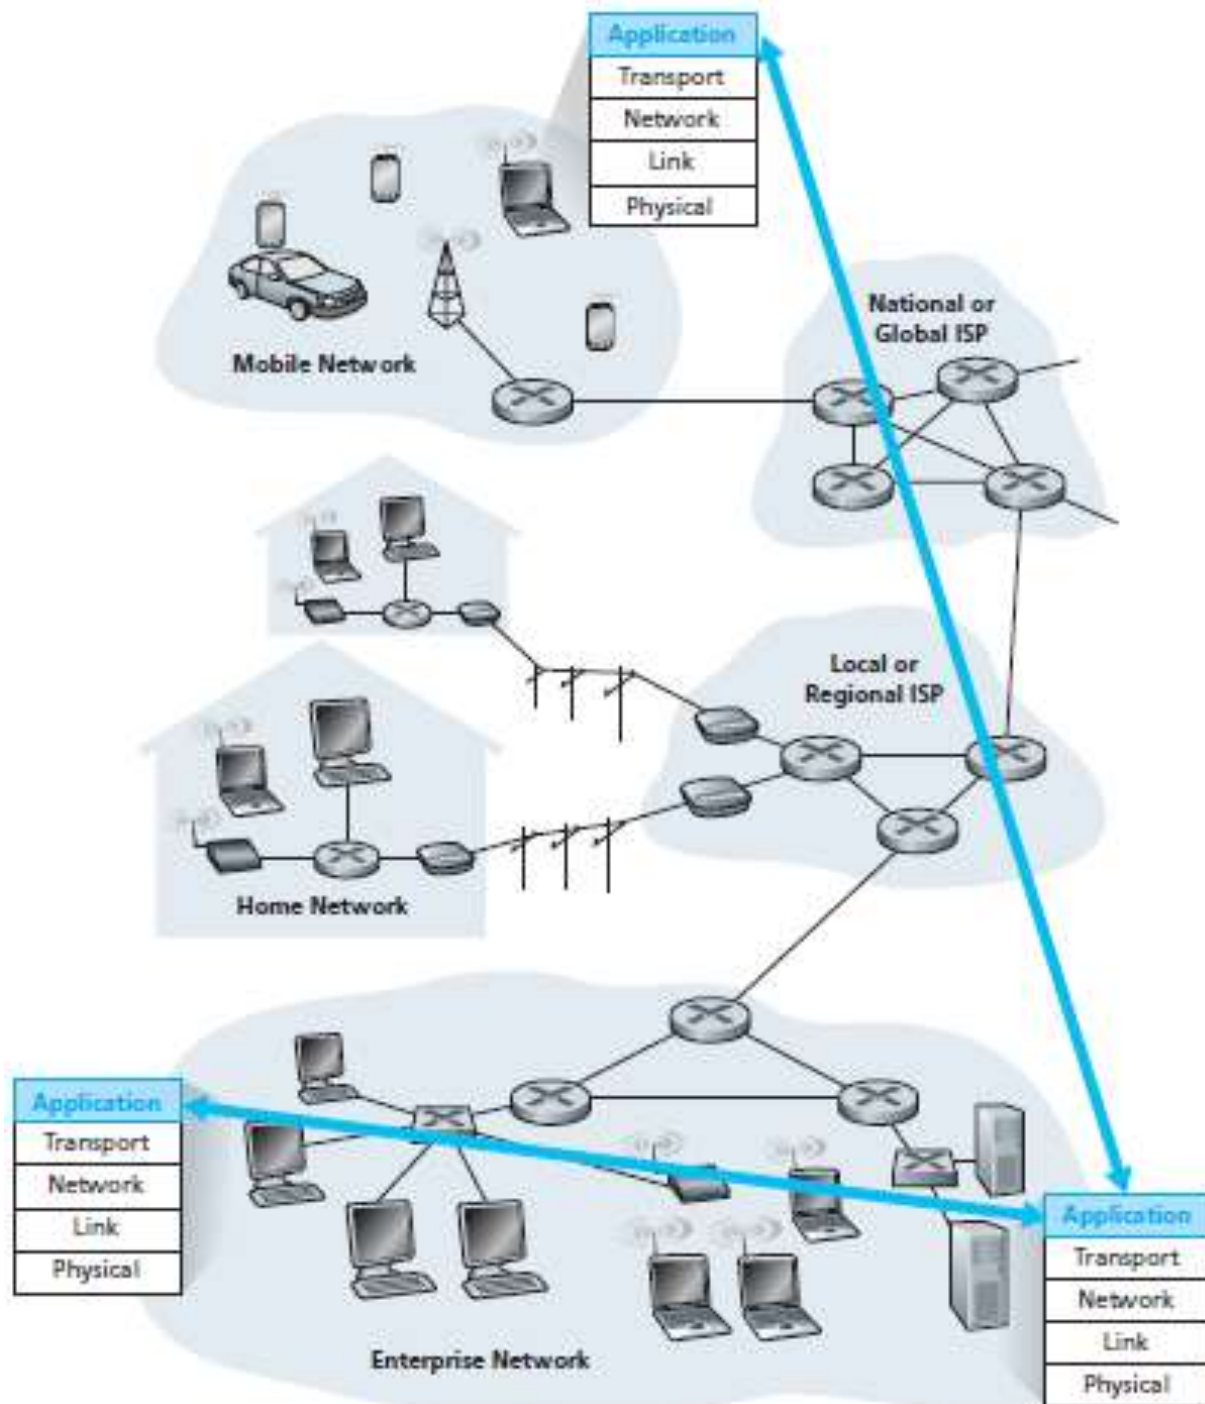 Application
Transport
Network
Link
Physical
National or
Global ISP
Mobile Network
Local or
Regional ISP
Home Network
Application
Transport
Network
Link
Physical
Application
Transport
Network
Link
Physical
Enterprise Network